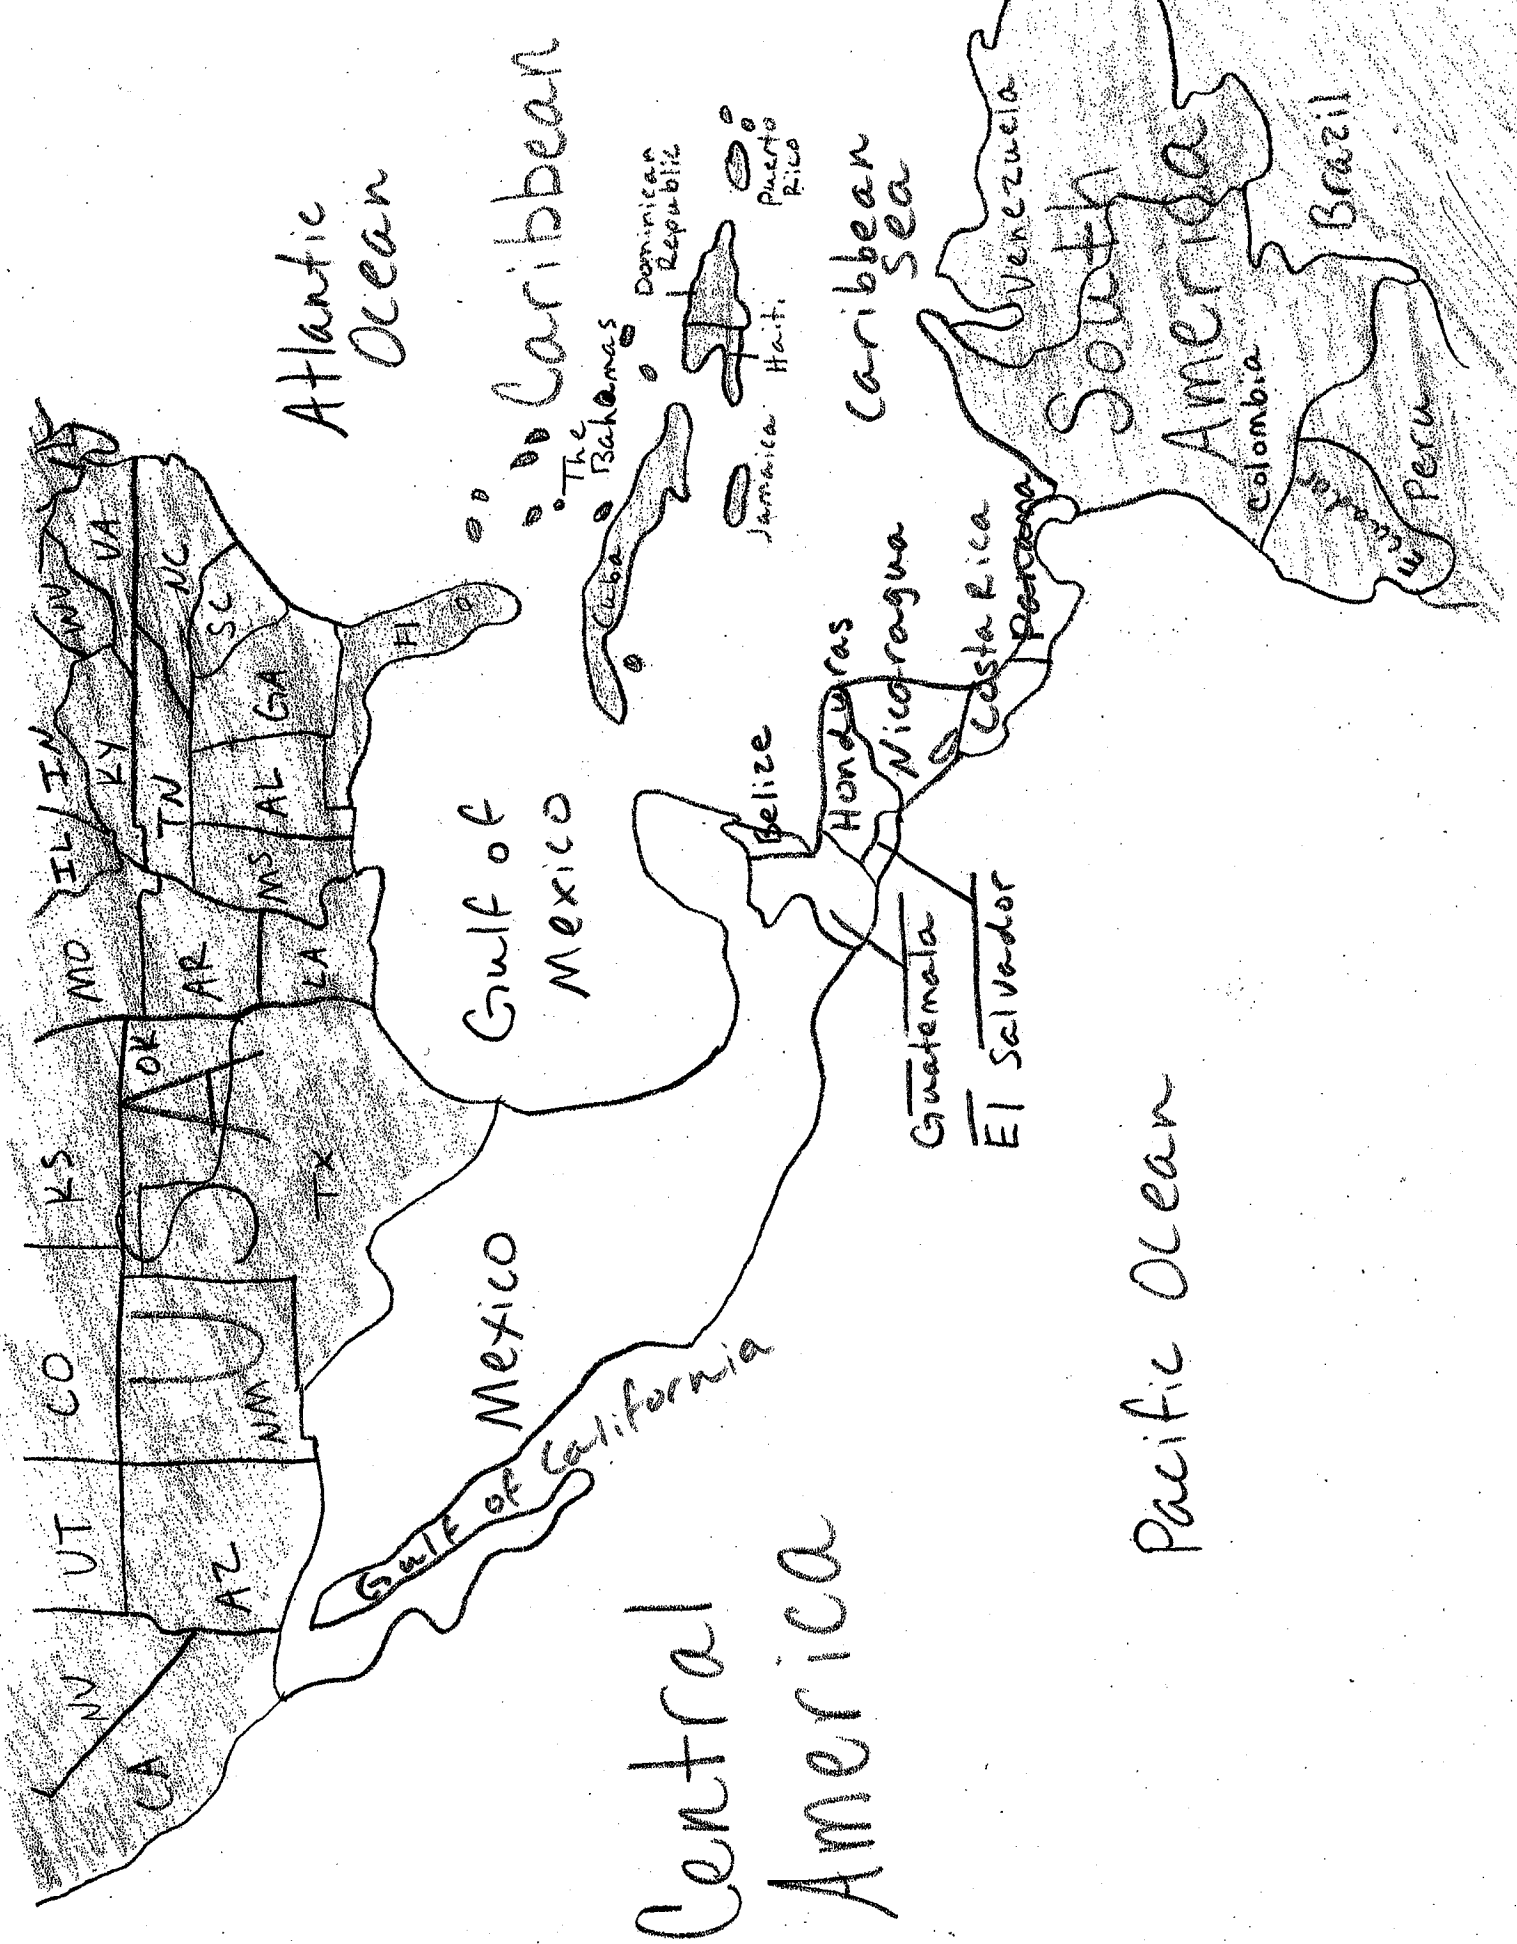 NV
UT
CO
KS
MO
IL/IN
WV
CA
AZ
NM
OK
AR
KY
VA
TN
NC
USA
TX
LA
MS
AL
GA
SC
Fl
Atlantic
Ocean
Gulf of
Mexico
Mexico
Gulf of California
Caribbean
The
Bahamas
Cuba
Dominican
Republic
Haiti
Jamaica
Puerto
Rico
Caribbean
Sea
Central
America
Belize
Honduras
Nicaragua
Guatemala
El Salvador
Costa Rica
Panama
Venezuela
South
America
Colombia
Brazil
Ecuador
Peru
Pacific Ocean